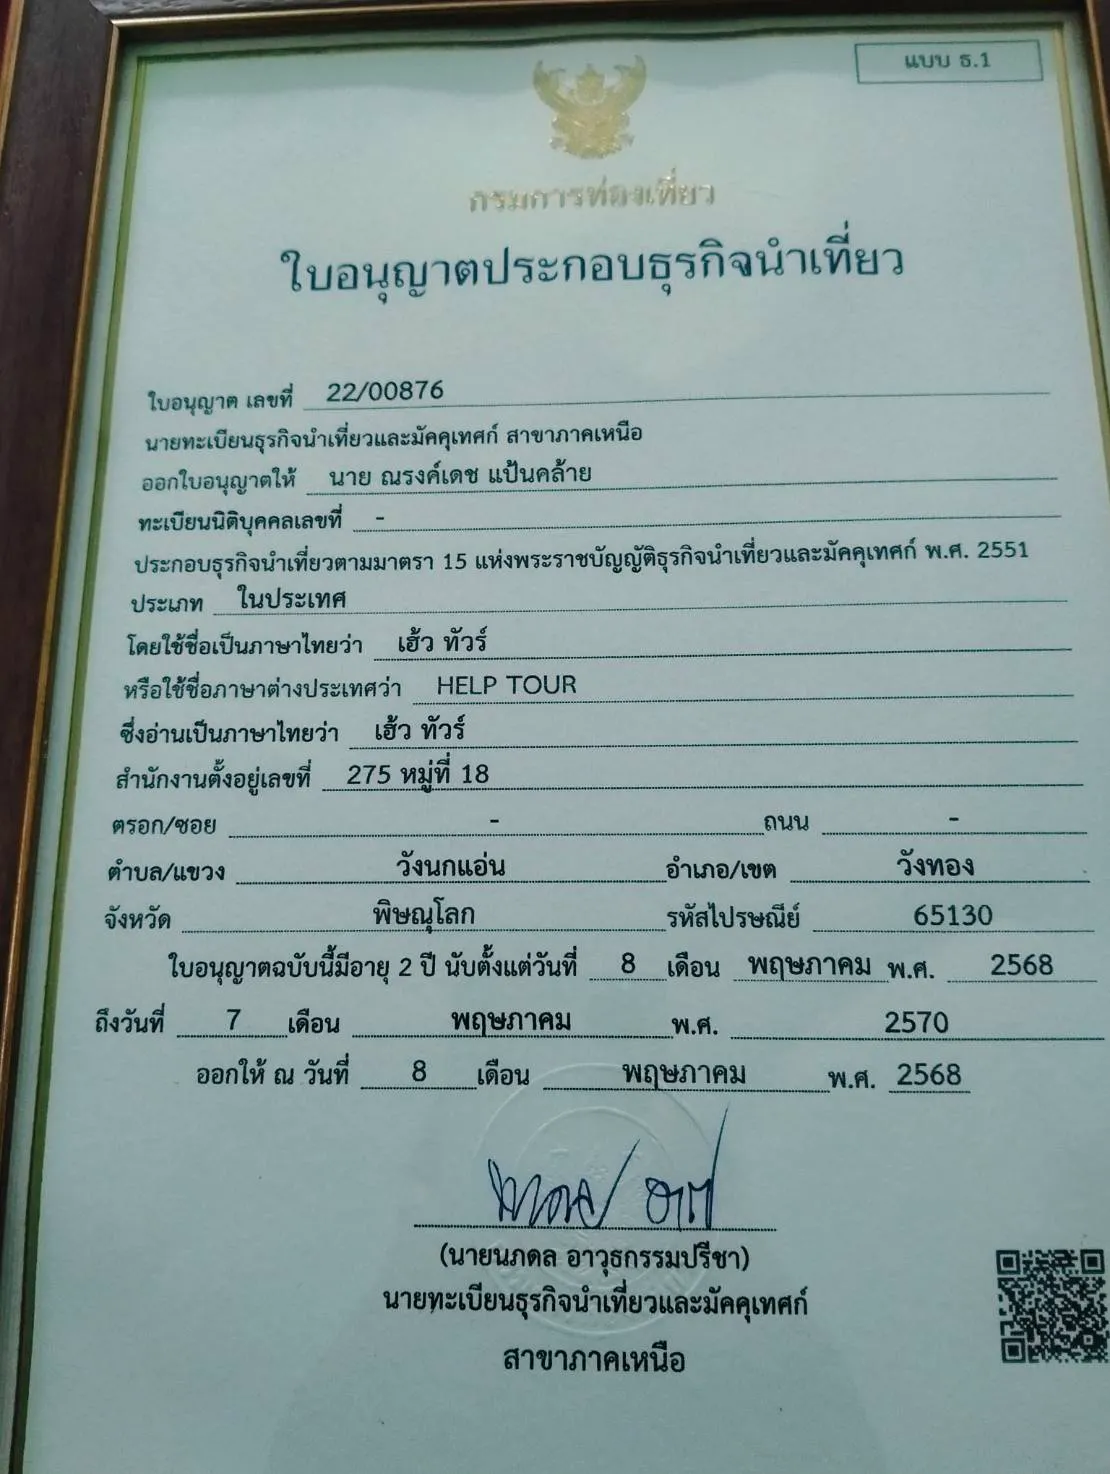 แบบ ธ.1
กรมการท่องเที่ยว
ใบอนุญาตประกอบธุรกิจนำเที่ยว
ใบอนุญาต เลขที่ 22/00876
นายทะเบียนธุรกิจนำเที่ยวและมัคคุเทศก์ สาขาภาคเหนือ
ออกใบอนุญาตให้ นาย ณรงค์เดช แป้นคล้าย
ทะเบียนนิติบุคคลเลขที่ -
ประกอบธุรกิจนำเที่ยวตามมาตรา 15 แห่งพระราชบัญญัติธุรกิจนำเที่ยวและมัคคุเทศก์ พ.ศ. 2551
ประเภท ในประเทศ
โดยใช้ชื่อเป็นภาษาไทยว่า เฮ้ว ทัวร์
หรือใช้ชื่อภาษาต่างประเทศว่า HELP TOUR
ซึ่งอ่านเป็นภาษาไทยว่า เฮ้ว ทัวร์
สำนักงานตั้งอยู่เลขที่ 275 หมู่ที่ 18
ตรอก/ซอย - ถนน -
ตำบล/แขวง วังนกแอ่น อำเภอ/เขต วังทอง
จังหวัด พิษณุโลก รหัสไปรษณีย์ 65130
ใบอนุญาตฉบับนี้มีอายุ 2 ปี นับตั้งแต่วันที่ 8 เดือน พฤษภาคม พ.ศ. 2568
ถึงวันที่ 7 เดือน พฤษภาคม พ.ศ. 2570
ออกให้ ณ วันที่ 8 เดือน พฤษภาคม พ.ศ. 2568
(นายนภดล อาวุธกรรมปรีชา)
นายทะเบียนธุรกิจนำเที่ยวและมัคคุเทศก์
สาขาภาคเหนือ